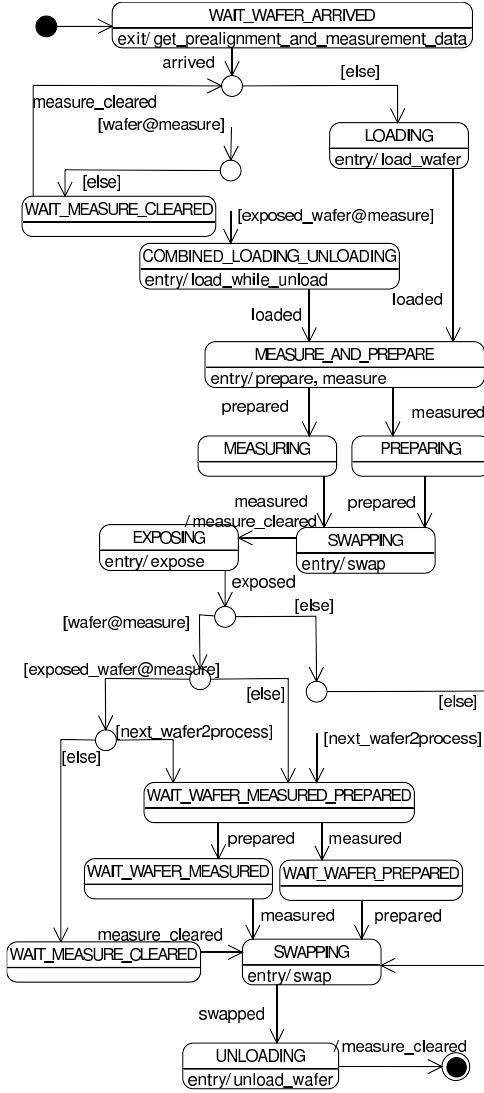 WAIT_WAFER_ARRIVED
exit/ get_prealignment_and_measurement_data
arrived
[else]
measure_cleared
[wafer@measure]
LOADING
entry/ load_wafer
[else]
WAIT_MEASURE_CLEARED
[exposed_wafer@measure]
COMBINED_LOADING_UNLOADING
entry/ load_while_unload
loaded
loaded
MEASURE_AND_PREPARE
entry/ prepare, measure
prepared
measured
MEASURING
PREPARING
measured
prepared
/measure_cleared
EXPOSING
entry/ expose
SWAPPING
entry/ swap
exposed
[wafer@measure]
[else]
[exposed_wafer@measure]
[else]
[else]
[next_wafer2process]
[next_wafer2process]
[else]
WAIT_WAFER_MEASURED_PREPARED
prepared
measured
WAIT_WAFER_MEASURED
WAIT_WAFER_PREPARED
measured
prepared
measure_cleared
WAIT_MEASURE_CLEARED
SWAPPING
entry/ swap
swapped
UNLOADING
entry/ unload_wafer
/measure_cleared